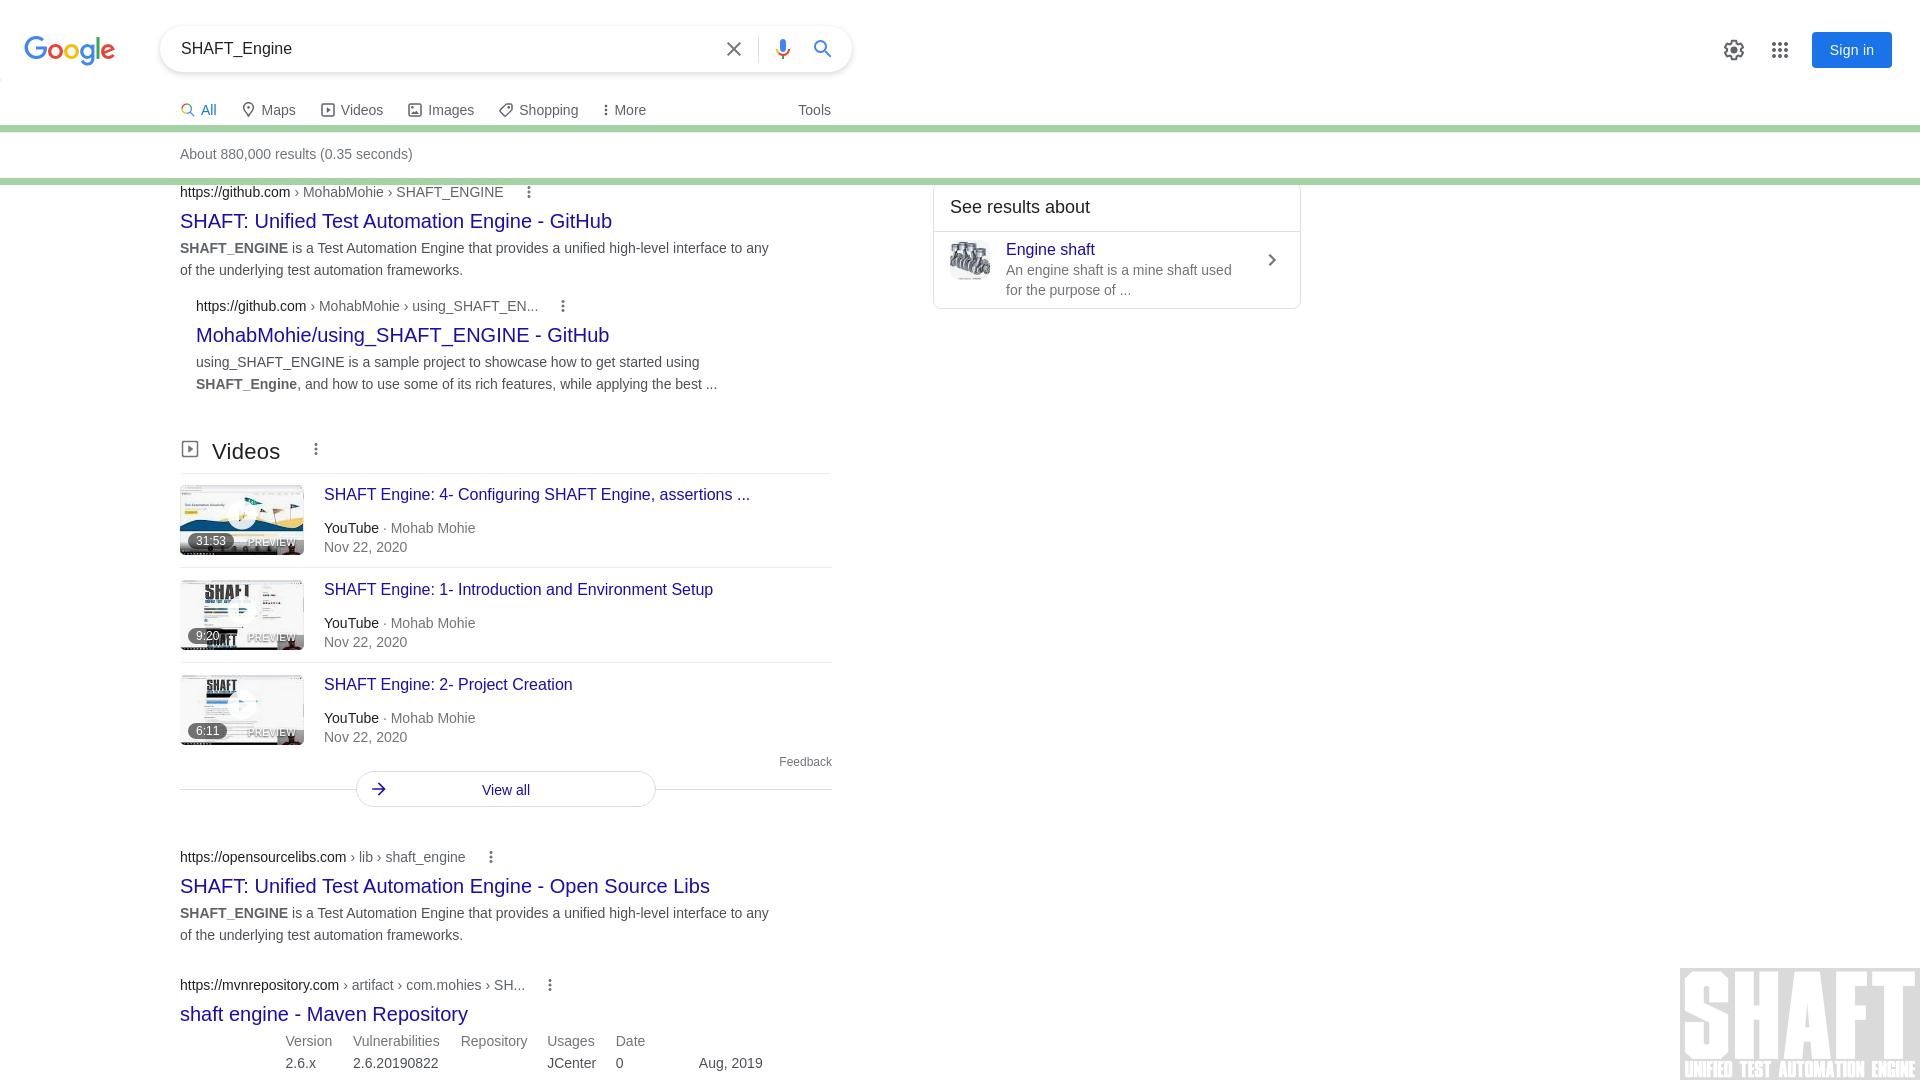 Google
SHAFT_Engine
Sign in
All
Maps
Videos
Images
Shopping
More
Tools
About 880,000 results (0.35 seconds)
https://github.com › MohabMohie › SHAFT_ENGINE
SHAFT: Unified Test Automation Engine - GitHub
SHAFT_ENGINE is a Test Automation Engine that provides a unified high-level interface to any
of the underlying test automation frameworks.
https://github.com › MohabMohie › using_SHAFT_EN...
MohabMohie/using_SHAFT_ENGINE - GitHub
using_SHAFT_ENGINE is a sample project to showcase how to get started using
SHAFT_Engine, and how to use some of its rich features, while applying the best ...
See results about
Engine shaft
An engine shaft is a mine shaft used
for the purpose of ...
Videos
SHAFT Engine: 4- Configuring SHAFT Engine, assertions ...
YouTube · Mohab Mohie
Nov 22, 2020
31:53 PREVIEW
SHAFT Engine: 1- Introduction and Environment Setup
YouTube · Mohab Mohie
Nov 22, 2020
SHAFT
9:20 PREVIEW
SHAFT Engine: 2- Project Creation
YouTube · Mohab Mohie
Nov 22, 2020
SHAFT
6:11 PREVIEW
Feedback
View all
https://opensourcelibs.com › lib › shaft_engine
SHAFT: Unified Test Automation Engine - Open Source Libs
SHAFT_ENGINE is a Test Automation Engine that provides a unified high-level interface to any
of the underlying test automation frameworks.
https://mvnrepository.com › artifact › com.mohies › SH...
shaft engine - Maven Repository
Version Vulnerabilities Repository Usages Date
2.6.x 2.6.20190822 JCenter 0 Aug, 2019
SHAFT
UNIFIED TEST AUTOMATION ENGINE